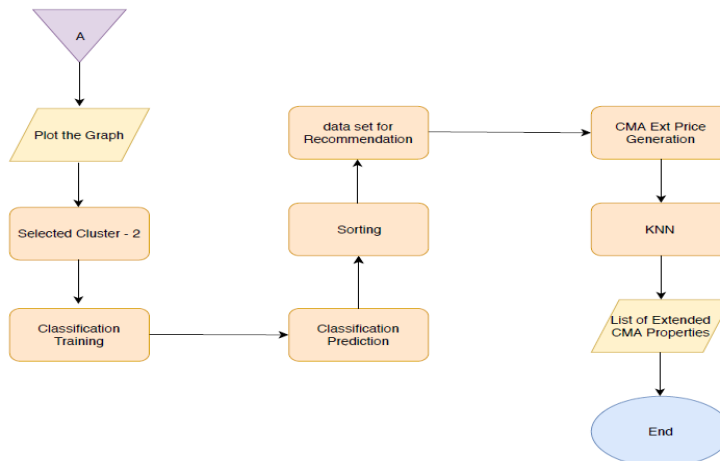 A
Plot the Graph
Selected Cluster - 2
Classification
Training
Classification
Prediction
Sorting
data set for
Recommendation
CMA Ext Price
Generation
KNN
List of Extended
CMA Properties
End